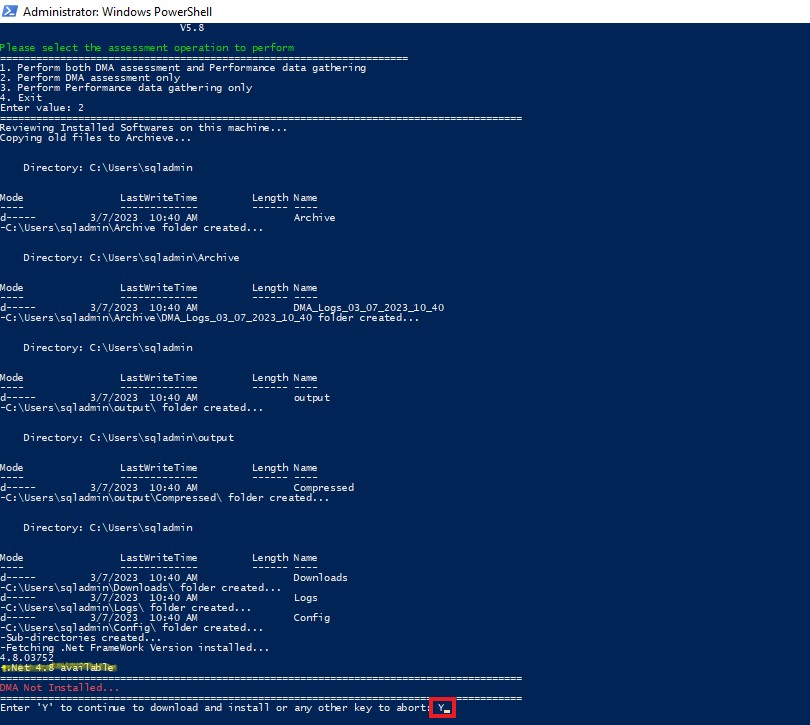 Administrator: Windows PowerShell
V5.8
Please select the assessment operation to perform
====================================================================
1. Perform both DMA assessment and Performance data gathering
2. Perform DMA assessment only
3. Perform Performance data gathering only
4. Exit
Enter value: 2
=======================================================================================
Reviewing Installed Softwares on this machine...
Copying old files to Archieve...
Directory: C:\Users\sqladmin
Mode LastWriteTime Length Name
---- ------------- ------ ----
d----- 3/7/2023 10:40 AM Archive
-C:\Users\sqladmin\Archive folder created...
Directory: C:\Users\sqladmin\Archive
Mode LastWriteTime Length Name
---- ------------- ------ ----
d----- 3/7/2023 10:40 AM DMA_Logs_03_07_2023_10_40
-C:\Users\sqladmin\Archive\DMA_Logs_03_07_2023_10_40 folder created...
Directory: C:\Users\sqladmin
Mode LastWriteTime Length Name
---- ------------- ------ ----
d----- 3/7/2023 10:40 AM output
-C:\Users\sqladmin\output\ folder created...
Directory: C:\Users\sqladmin\output
Mode LastWriteTime Length Name
---- ------------- ------ ----
d----- 3/7/2023 10:40 AM Compressed
-C:\Users\sqladmin\output\Compressed\ folder created...
Directory: C:\Users\sqladmin
Mode LastWriteTime Length Name
---- ------------- ------ ----
d----- 3/7/2023 10:40 AM Downloads
-C:\Users\sqladmin\Downloads\ folder created...
d----- 3/7/2023 10:40 AM Logs
-C:\Users\sqladmin\Logs\ folder created...
d----- 3/7/2023 10:40 AM Config
-C:\Users\sqladmin\Config\ folder created...
-Sub-directories created...
-Fetching .Net FrameWork Version installed...
4.8.03752
-.Net 4.8 available
=======================================================================================
DMA Not Installed...
=======================================================================================
Enter 'Y' to continue to download and install or any other key to abort: Y